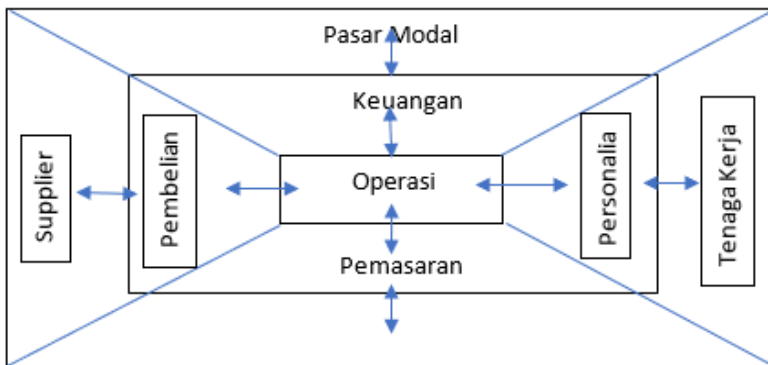 Pasar Modal
Keuangan
Supplier
Pembelian
Operasi
Personalia
Tenaga Kerja
Pemasaran